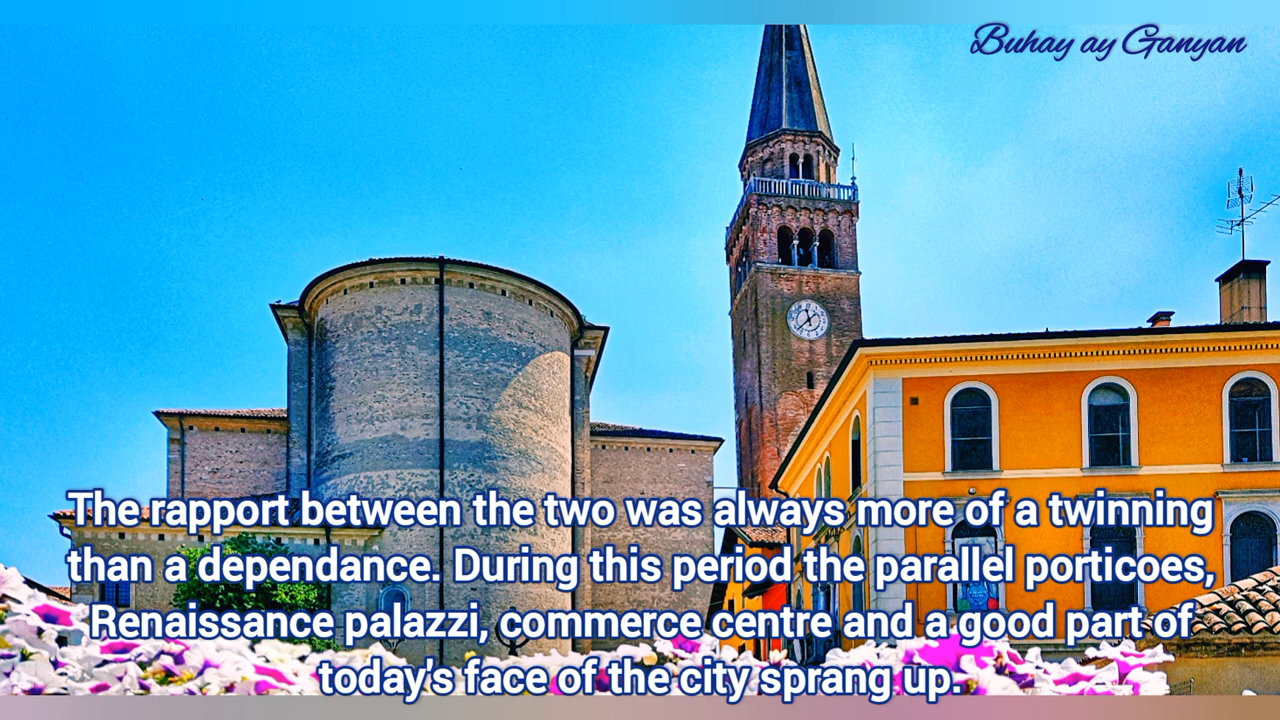 Buhay ay Ganyan
The rapport between the two was always more of a twinning
than a dependance. During this period the parallel porticoes,
Renaissance palazzi, commerce centre and a good part of
today's face of the city sprang up.